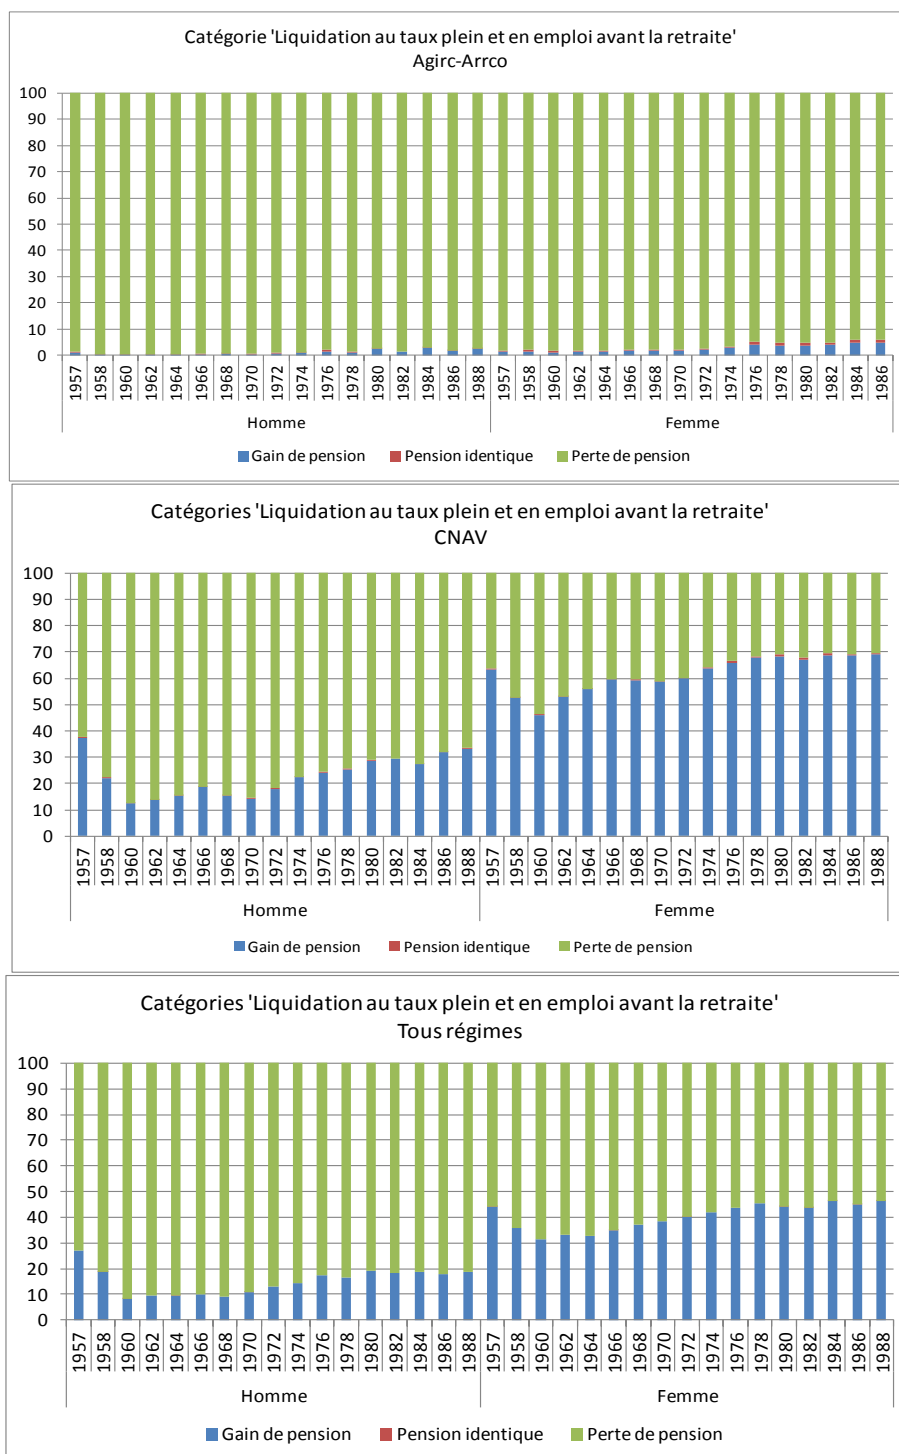 Catégorie 'Liquidation au taux plein et en emploi avant la retraite'
Agirc-Arrco
100
90
80
70
60
50
40
30
20
10
0
1957 1958 1960 1962 1964 1966 1968 1970 1972 1974 1976 1978 1980 1982 1984 1986 1988 1957 1958 1960 1962 1964 1966 1968 1970 1972 1974 1976 1978 1980 1982 1984 1986
Homme Femme
Gain de pension Pension identique Perte de pension
Catégories 'Liquidation au taux plein et en emploi avant la retraite'
CNAV
100
90
80
70
60
50
40
30
20
10
0
1957 1958 1960 1962 1964 1966 1968 1970 1972 1974 1976 1978 1980 1982 1984 1986 1988 1957 1958 1960 1962 1964 1966 1968 1970 1972 1974 1976 1978 1980 1982 1984 1986 1988
Homme Femme
Gain de pension Pension identique Perte de pension
Catégories 'Liquidation au taux plein et en emploi avant la retraite'
Tous régimes
100
90
80
70
60
50
40
30
20
10
0
1957 1958 1960 1962 1964 1966 1968 1970 1972 1974 1976 1978 1980 1982 1984 1986 1988 1957 1958 1960 1962 1964 1966 1968 1970 1972 1974 1976 1978 1980 1982 1984 1986 1988
Homme Femme
Gain de pension Pension identique Perte de pension